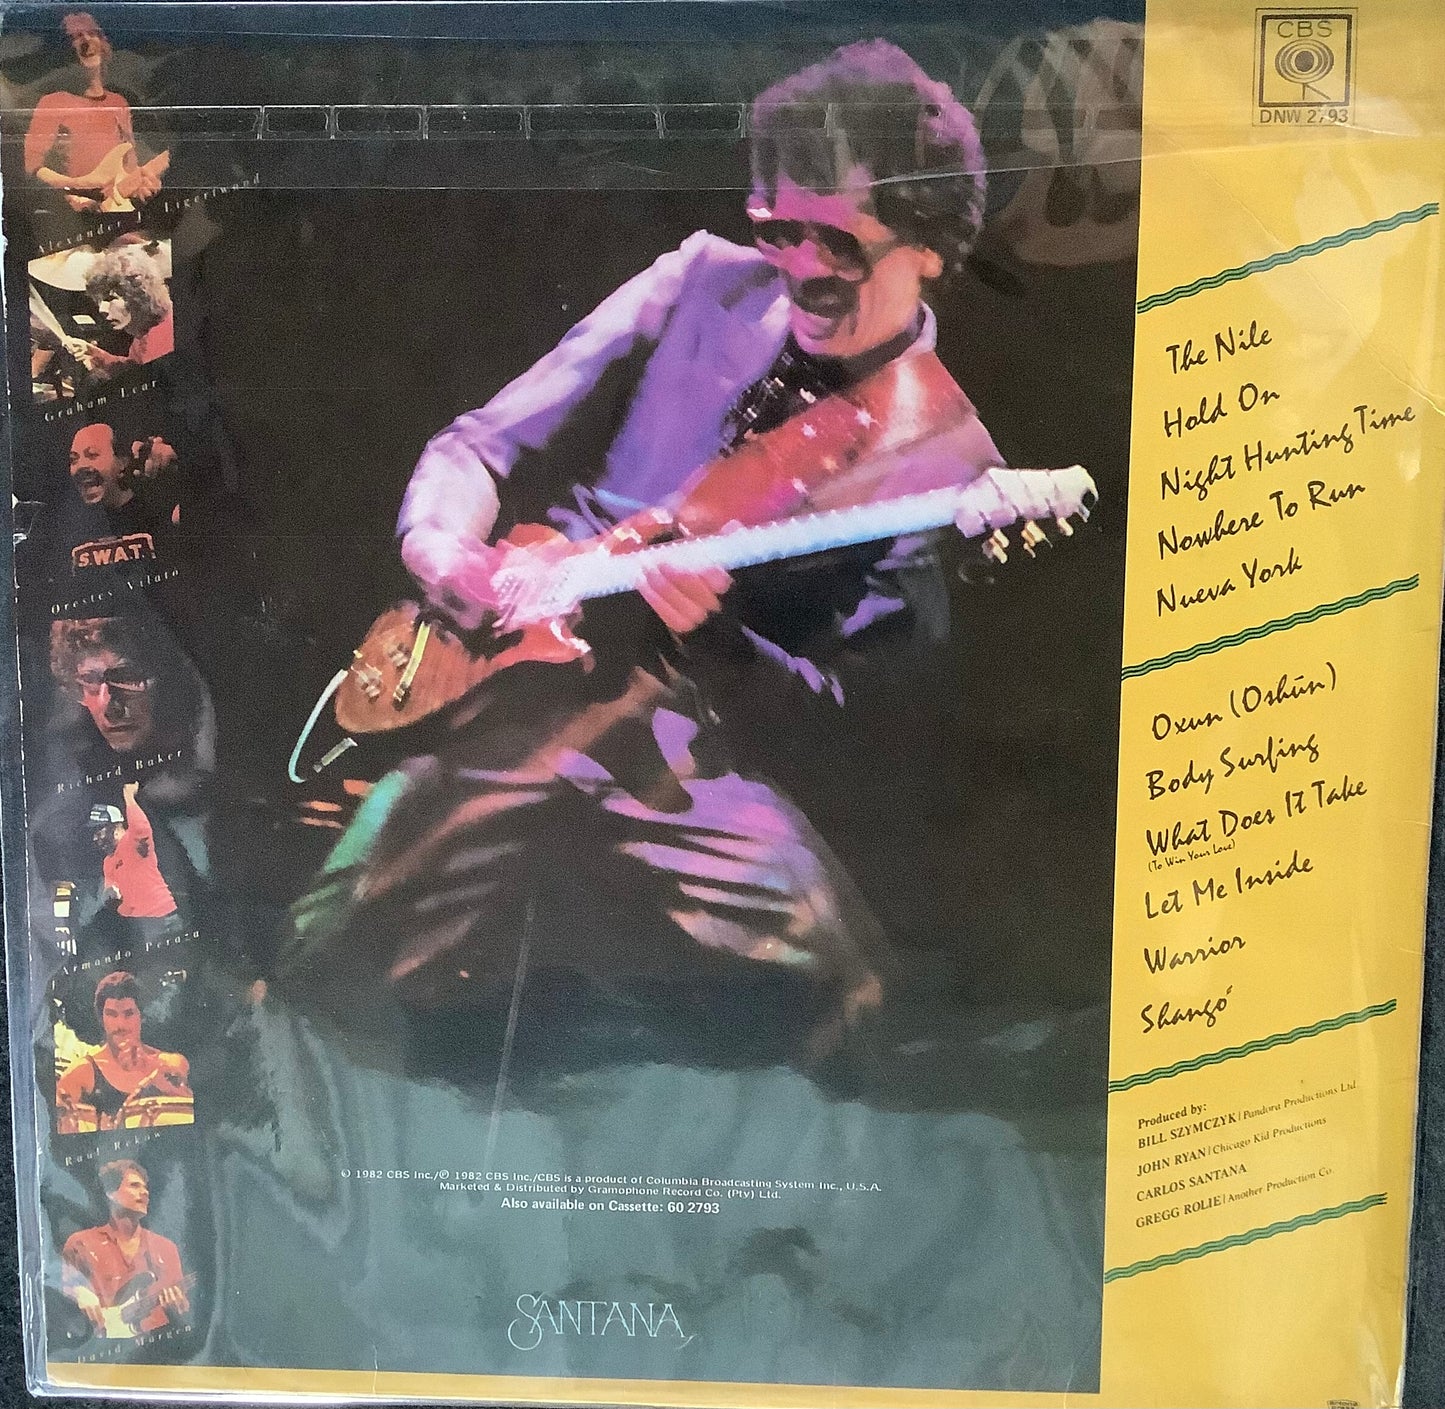 CBS
DNW 2793
Alexander J Ligertwood
Graham Lear
S.W.A.T.
Orestes Vilato
Richard Baker
Armando Peraza
Raul Rekow
David Margen
The Nile
Hold On
Night Hunting Time
Nowhere To Run
Nueva York
Oxun (Oshūn)
Body Surfing
What Does It Take
(To Win Your Love)
Let Me Inside
Warrior
Shangó
Produced by:
BILL SZYMCZYK | Pandora Productions Ltd.
JOHN RYAN | Chicago Kid Productions
CARLOS SANTANA
GREGG ROLIE | Another Production Co.
© 1982 CBS Inc./℗ 1982 CBS Inc./CBS is a product of Columbia Broadcasting System Inc., U.S.A.
Marketed & Distributed by Gramophone Record Co. (Pty) Ltd.
Also available on Cassette: 60 2793
SANTANA